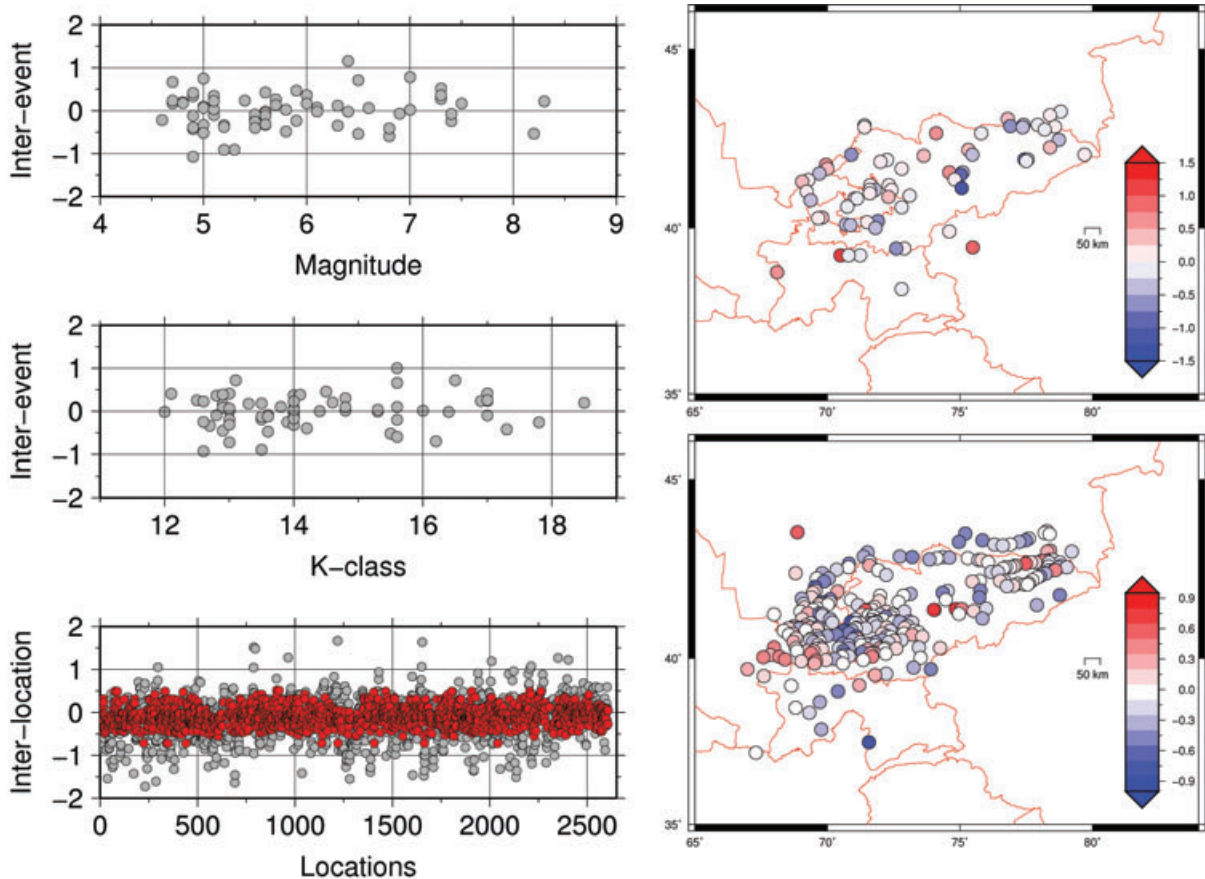 Inter-event
2
1
0
−1
−2
4 5 6 7 8 9
Magnitude
Inter-event
2
1
0
−1
−2
12 14 16 18
K-class
Inter-location
2
1
0
−1
−2
0 500 1000 1500 2000 2500
Locations
45˚
40˚
35˚
65˚ 70˚ 75˚ 80˚
50 km
1.5
1.0
0.5
0.0
−0.5
−1.0
−1.5
45˚
40˚
35˚
65˚ 70˚ 75˚ 80˚
50 km
0.9
0.6
0.3
0.0
−0.3
−0.6
−0.9